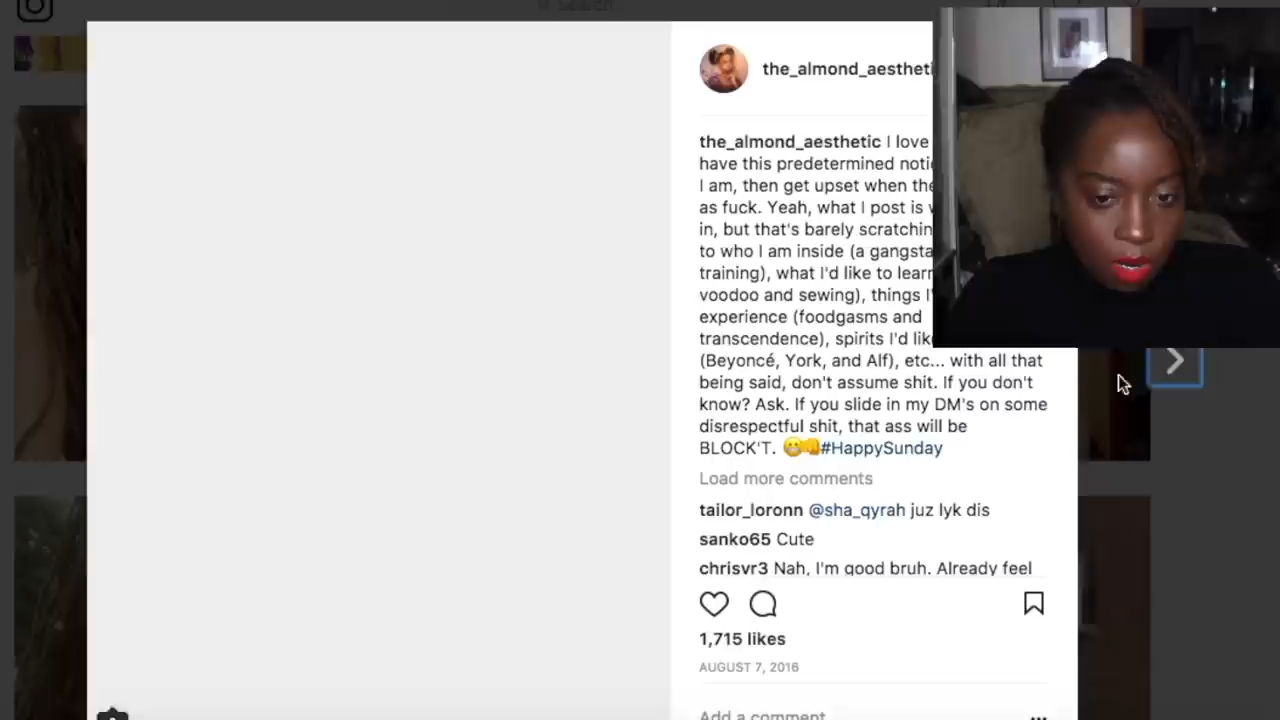 Search
the_almond_aestheti
the_almond_aesthetic I love
have this predetermined noti
I am, then get upset when the
as fuck. Yeah, what I post is
in, but that's barely scratchin
to who I am inside (a gangsta
training), what I'd like to learn
voodoo and sewing), things I'
experience (foodgasms and
transcendence), spirits I'd lik
(Beyoncé, York, and Alf), etc... with all that
being said, don't assume shit. If you don't
know? Ask. If you slide in my DM's on some
disrespectful shit, that ass will be
BLOCK'T. 😬👊#HappySunday
Load more comments
tailor_loronn @sha_qyrah juz lyk dis
sanko65 Cute
chrisvr3 Nah, I'm good bruh. Already feel
1,715 likes
AUGUST 7, 2016
Add a comment...